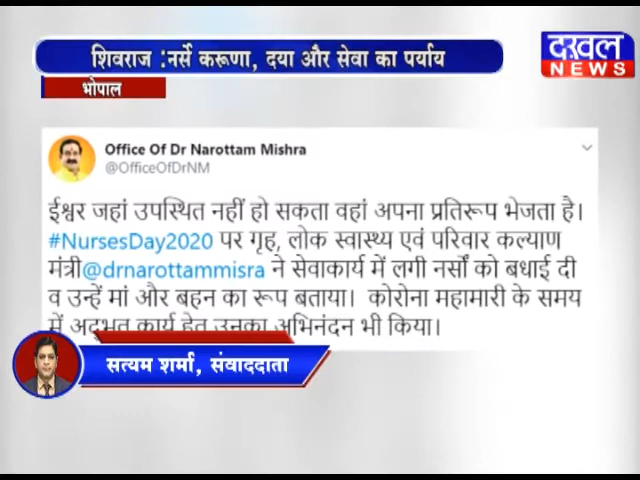 शिवराज :नर्से करूणा, दया और सेवा का पर्याय
दखल
NEWS
भोपाल
Office Of Dr Narottam Mishra
@OfficeOfDrNM
ईश्वर जहां उपस्थित नहीं हो सकता वहां अपना प्रतिरूप भेजता है।
#NursesDay2020 पर गृह, लोक स्वास्थ्य एवं परिवार कल्याण
मंत्री@drnarottammisra ने सेवाकार्य में लगी नर्सों को बधाई दी
व उन्हें मां और बहन का रूप बताया। कोरोना महामारी के समय
में अद्भुत कार्य हेतु उनका अभिनंदन भी किया।
सत्यम शर्मा, संवाददाता